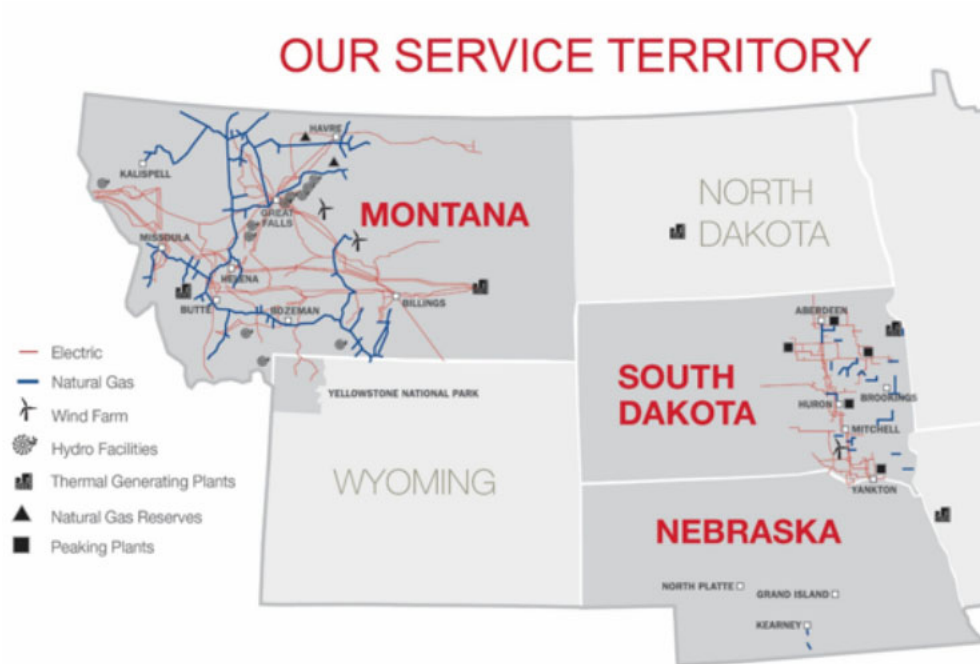 OUR SERVICE TERRITORY
HAVRE
KALISPELL
GREAT
FALLS
MONTANA
NORTH
DAKOTA
MISSOULA
HELENA
BUTTE
BOZEMAN
BILLINGS
ABERDEEN
Electric
Natural Gas
Wind Farm
Hydro Facilities
Thermal Generating Plants
Natural Gas Reserves
Peaking Plants
YELLOWSTONE NATIONAL PARK
WYOMING
SOUTH
DAKOTA
HURON
BROOKINGS
MITCHELL
YANKTON
NEBRASKA
NORTH PLATTE
GRAND ISLAND
KEARNEY